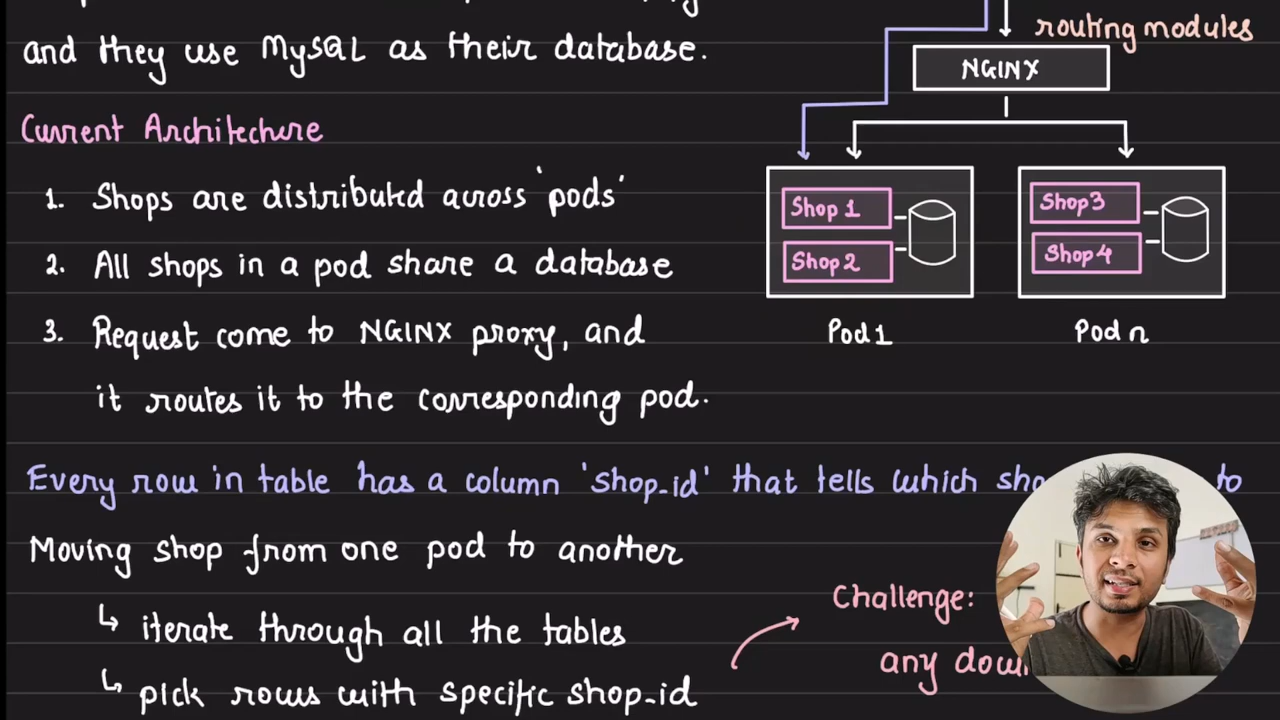 and they use MySQL as their database.
routing modules
NGINX
Current Architecture
1. Shops are distributed across 'pods'
2. All shops in a pod share a database
3. Request come to NGINX proxy, and
it routes it to the corresponding pod.
Shop 1
Shop 2
Pod 1
Shop 3
Shop 4
Pod n
Every row in table has a column 'shop_id' that tells which to
Moving shop from one pod to another
↳ iterate through all the tables
↳ pick rows with specific shop_id
Challenge:
any